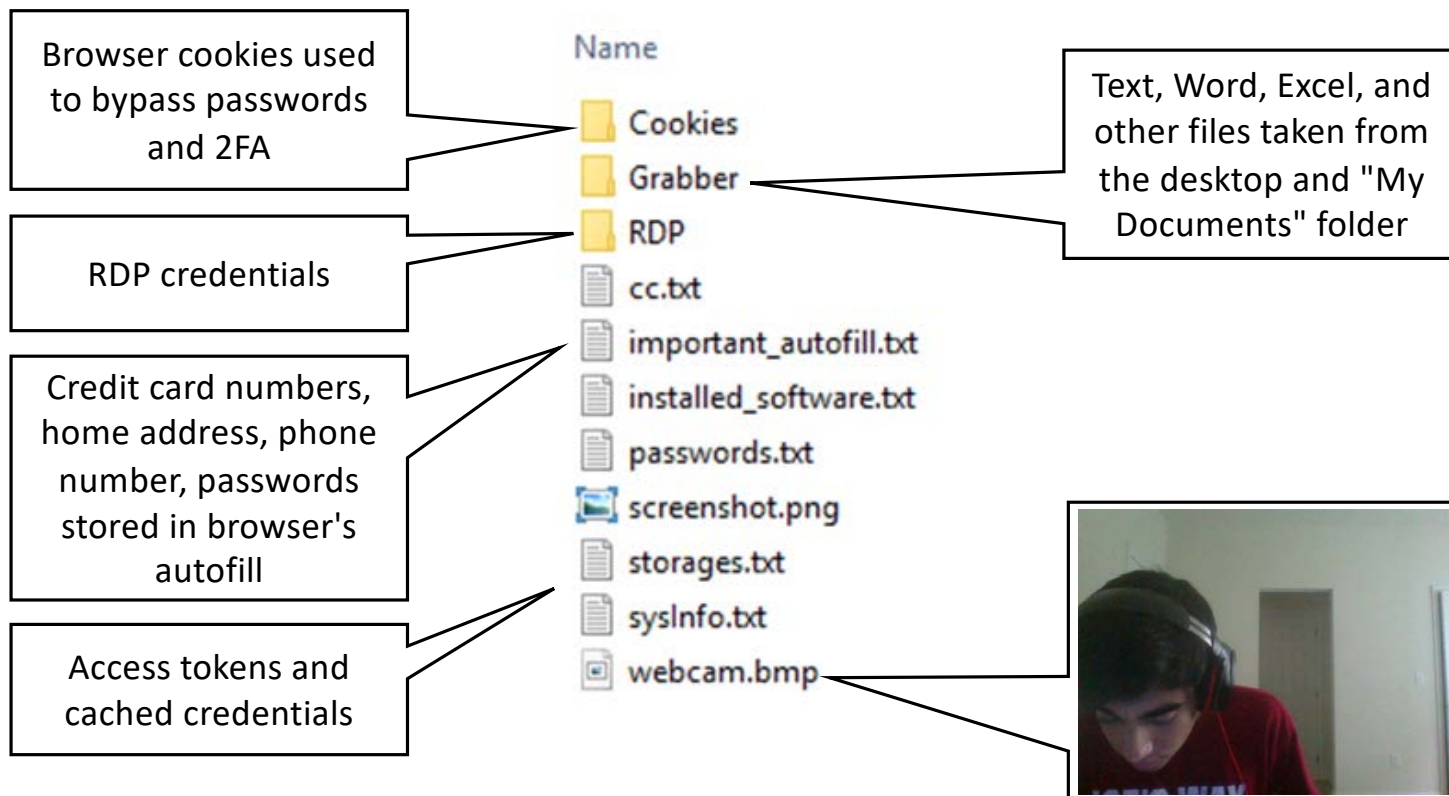 Browser cookies used
to bypass passwords
and 2FA
RDP credentials
Credit card numbers,
home address, phone
number, passwords
stored in browser's
autofill
Access tokens and
cached credentials
Name
Cookies
Grabber
RDP
cc.txt
important_autofill.txt
installed_software.txt
passwords.txt
screenshot.png
storages.txt
sysInfo.txt
webcam.bmp
Text, Word, Excel, and
other files taken from
the desktop and "My
Documents" folder